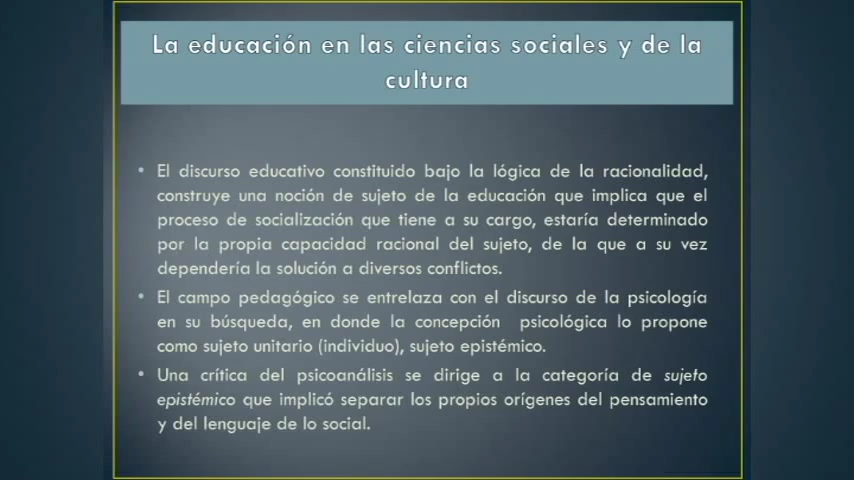 La educación en las ciencias sociales y de la
cultura
• El discurso educativo constituido bajo la lógica de la racionalidad,
construye una noción de sujeto de la educación que implica que el
proceso de socialización que tiene a su cargo, estaría determinado
por la propia capacidad racional del sujeto, de la que a su vez
dependería la solución a diversos conflictos.
• El campo pedagógico se entrelaza con el discurso de la psicología
en su búsqueda, en donde la concepción psicológica lo propone
como sujeto unitario (individuo), sujeto epistémico.
• Una crítica del psicoanálisis se dirige a la categoría de sujeto
epistémico que implicó separar los propios orígenes del pensamiento
y del lenguaje de lo social.